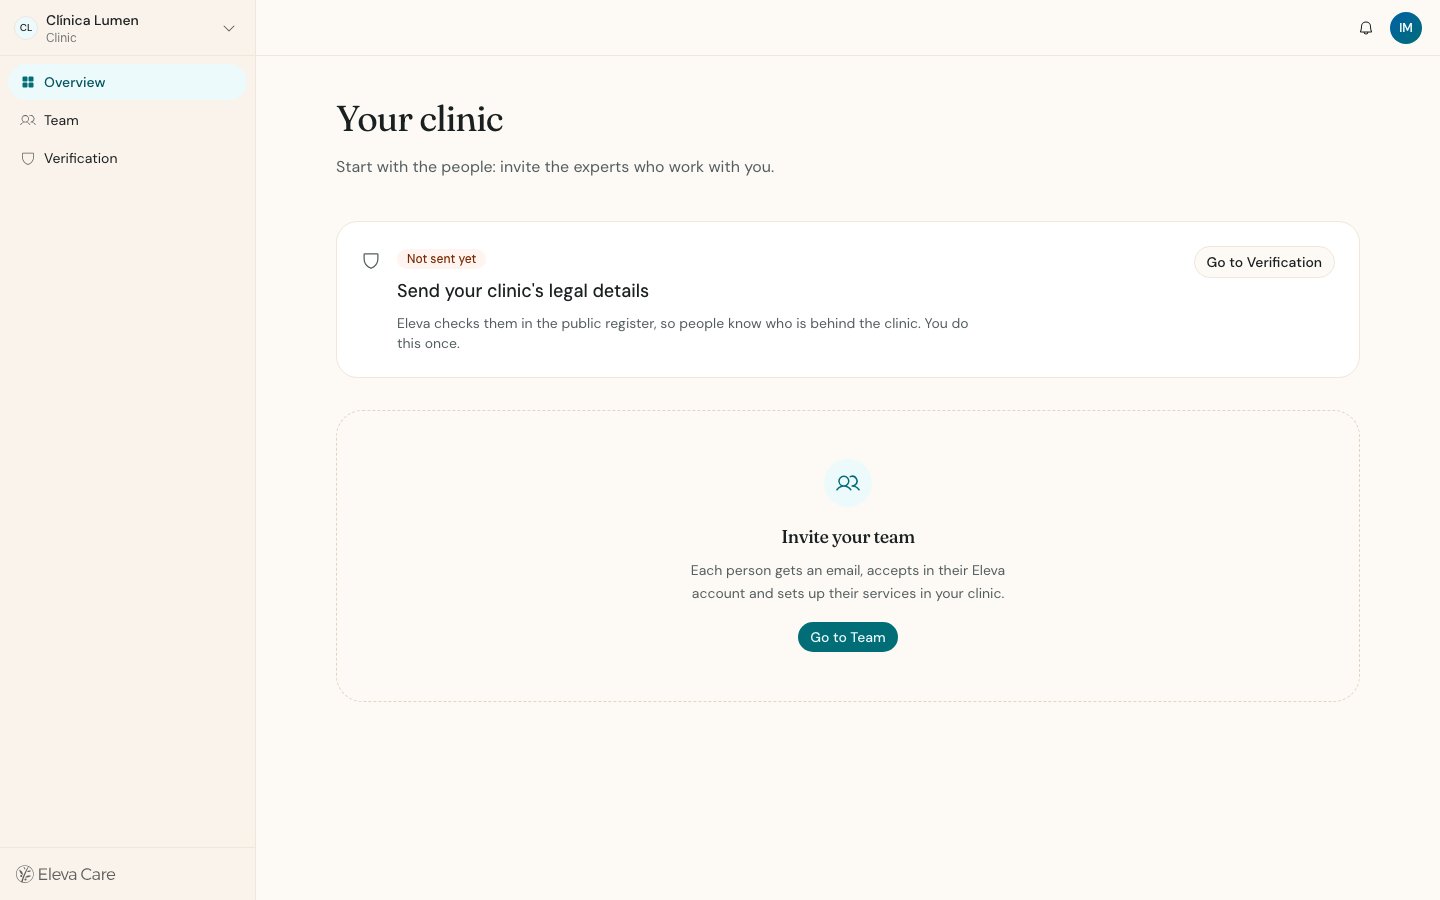 CL
Clínica Lumen
Clinic
IM
Overview
Team
Verification
Your clinic
Start with the people: invite the experts who work with you.
Not sent yet
Go to Verification
Send your clinic's legal details
Eleva checks them in the public register, so people know who is behind the clinic. You do
this once.
Invite your team
Each person gets an email, accepts in their Eleva
account and sets up their services in your clinic.
Go to Team
Eleva Care